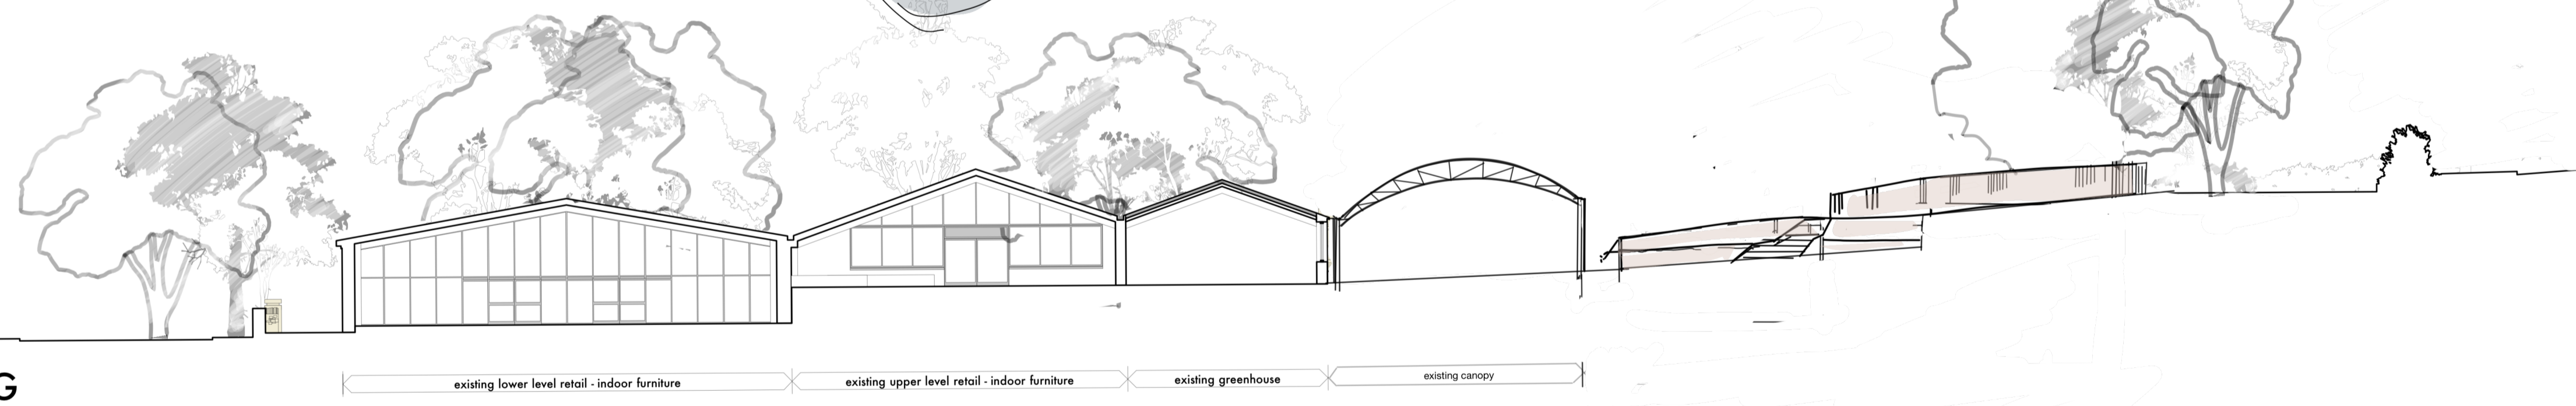 G
existing lower level retail - indoor furniture
existing upper level retail - indoor furniture
existing greenhouse
existing canopy